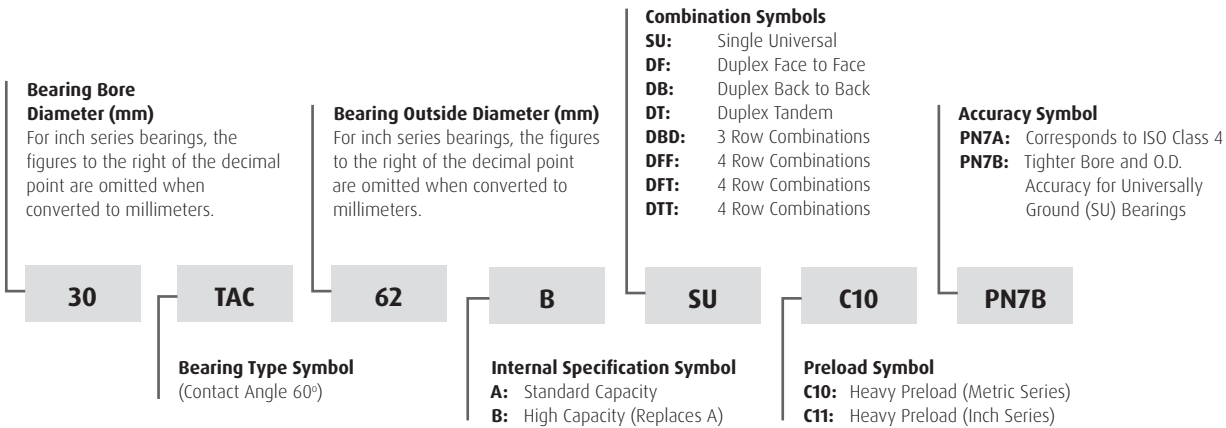 Combination Symbols
SU: Single Universal
DF: Duplex Face to Face
DB: Duplex Back to Back
DT: Duplex Tandem
DBD: 3 Row Combinations
DFF: 4 Row Combinations
DFT: 4 Row Combinations
DTT: 4 Row Combinations
Bearing Bore
Diameter (mm)
For inch series bearings, the
figures to the right of the decimal
point are omitted when
converted to millimeters.
Bearing Outside Diameter (mm)
For inch series bearings, the figures
to the right of the decimal point
are omitted when converted to
millimeters.
Accuracy Symbol
PN7A: Corresponds to ISO Class 4
PN7B: Tighter Bore and O.D.
Accuracy for Universally
Ground (SU) Bearings
30 TAC 62 B SU C10 PN7B
Bearing Type Symbol
(Contact Angle 60º)
Internal Specification Symbol
A: Standard Capacity
B: High Capacity (Replaces A)
Preload Symbol
C10: Heavy Preload (Metric Series)
C11: Heavy Preload (Inch Series)